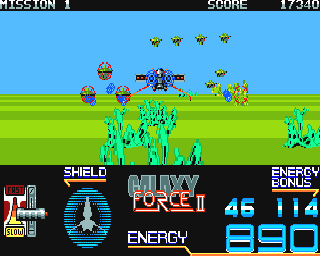 MISSION 1 SCORE 17340
SHIELD
GALAXY
FORCE II
ENERGY
BONUS
46 114
SLOW
ENERGY 890